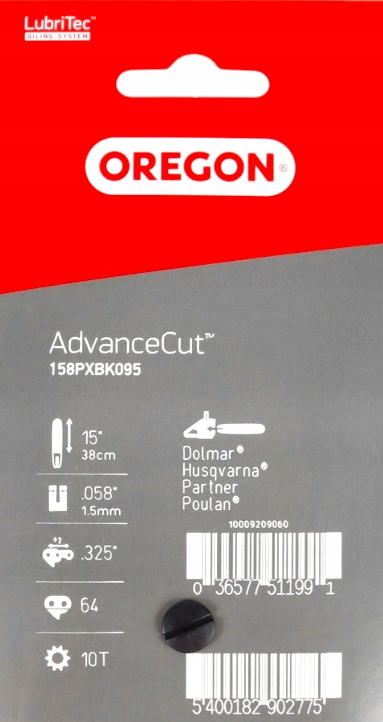 LubriTec™
OILING SYSTEM
OREGON®
AdvanceCut™
158PXBK095
15"
38cm
.058"
1.5mm
+?
.325"
64
10T
Dolmar®
Husqvarna®
Partner
Poulan®
10009209060
0 36577 51199 1
5 400182 902775